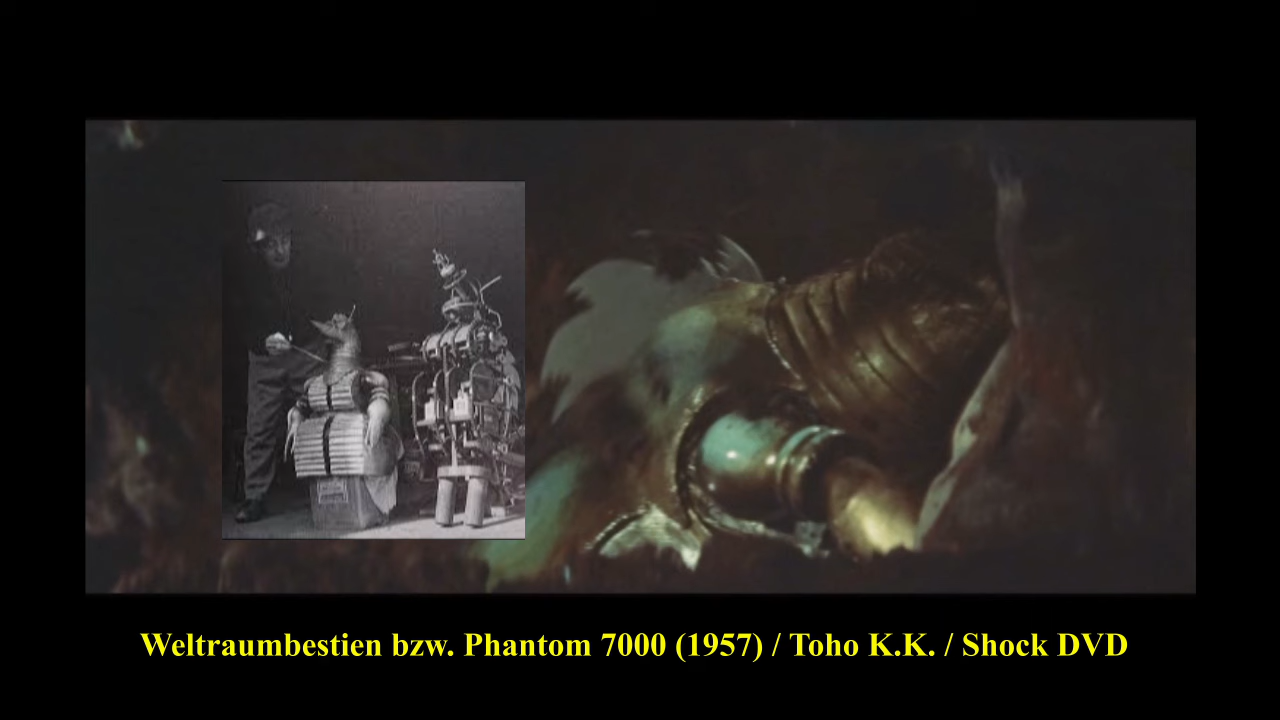 Weltraumbestien bzw. Phantom 7000 (1957) / Toho K.K. / Shock DVD